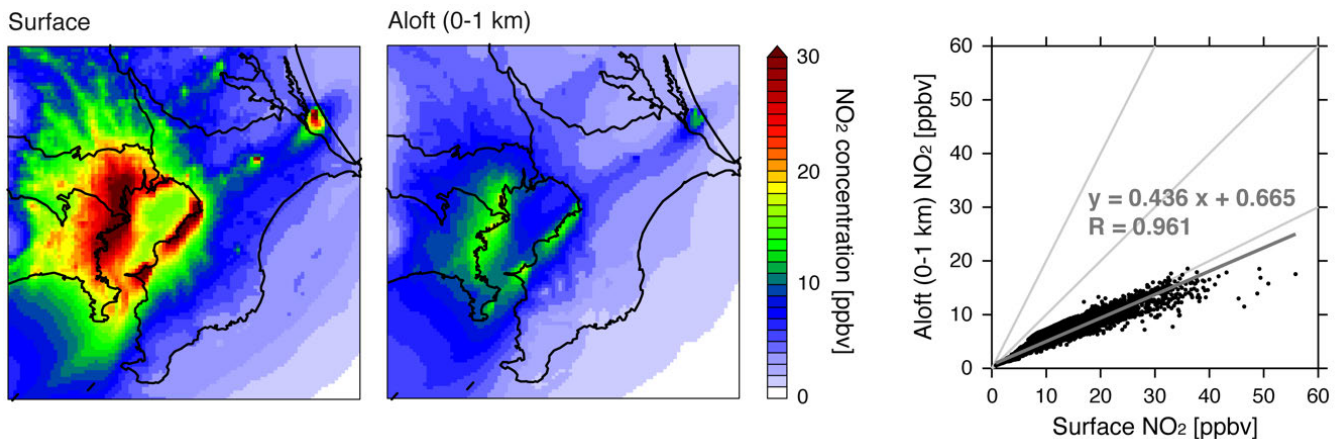 Surface
Aloft (0-1 km)
30
20
10
0
NO₂ concentration [ppbv]
60
50
40
30
20
10
0
Aloft (0-1 km) NO₂ [ppbv]
y = 0.436 x + 0.665
R = 0.961
0 10 20 30 40 50 60
Surface NO₂ [ppbv]